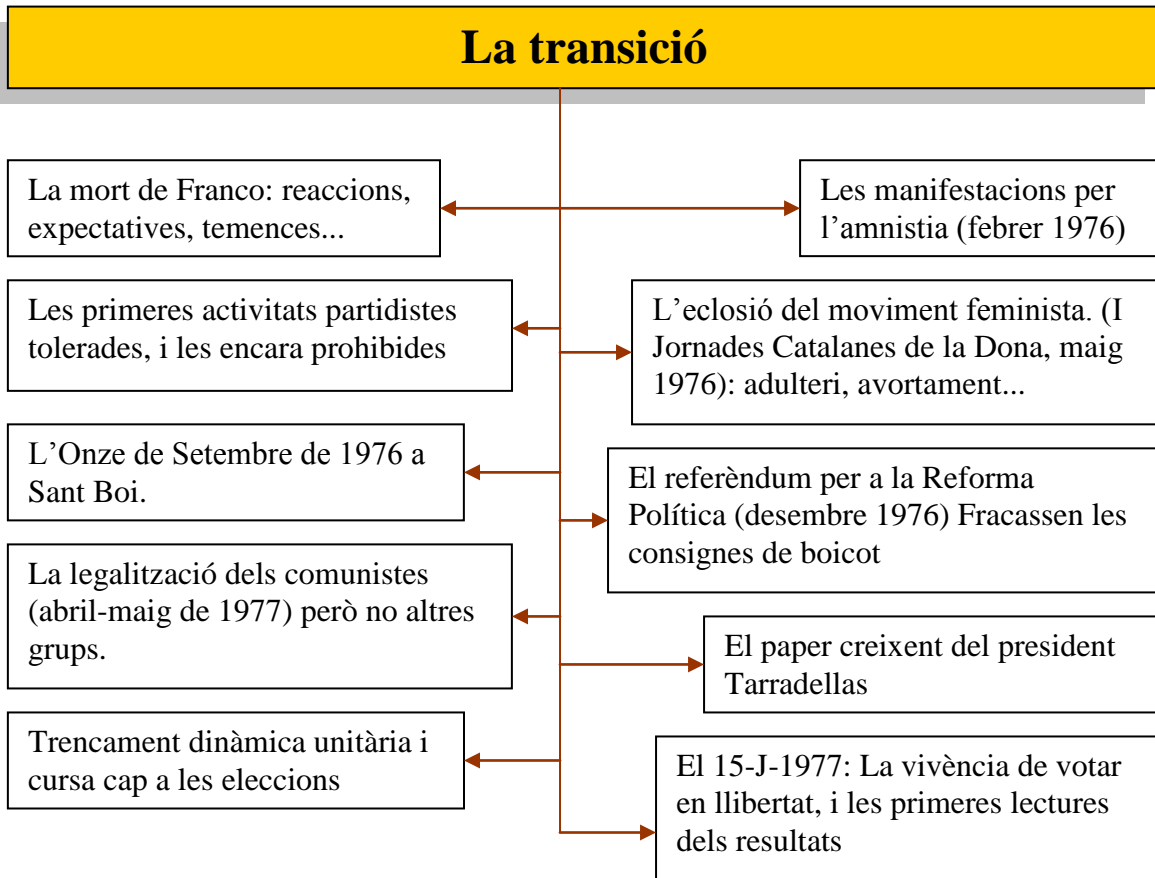 La transició
La mort de Franco: reaccions,
expectatives, temences...
Les manifestacions per
l’amnistia (febrer 1976)
Les primeres activitats partidistes
tolerades, i les encara prohibides
L’eclosió del moviment feminista. (I
Jornades Catalanes de la Dona, maig
1976): adulteri, avortament...
L’Onze de Setembre de 1976 a
Sant Boi.
El referèndum per a la Reforma
Política (desembre 1976) Fracassen les
consignes de boicot
La legalització dels comunistes
(abril-maig de 1977) però no altres
grups.
El paper creixent del president
Tarradellas
Trencament dinàmica unitària i
cursa cap a les eleccions
El 15-J-1977: La vivència de votar
en llibertat, i les primeres lectures
dels resultats